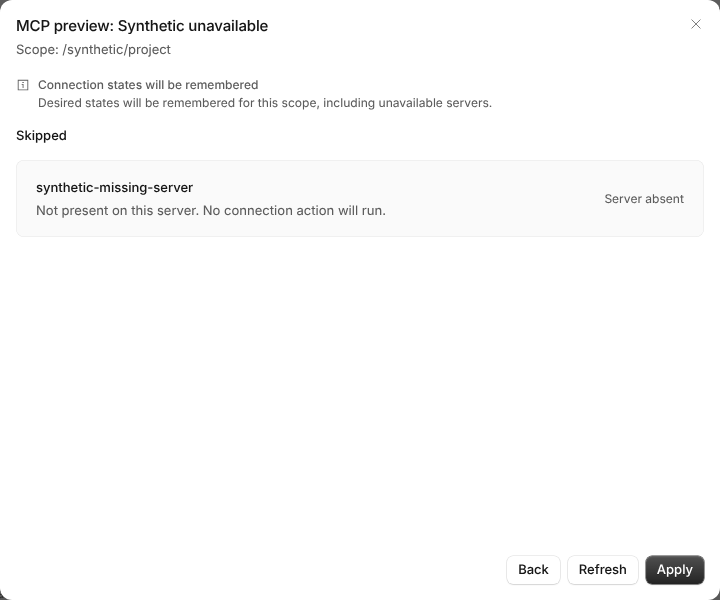 MCP preview: Synthetic unavailable
Scope: /synthetic/project
Connection states will be remembered
Desired states will be remembered for this scope, including unavailable servers.
Skipped
synthetic-missing-server
Not present on this server. No connection action will run.
Server absent
Back
Refresh
Apply